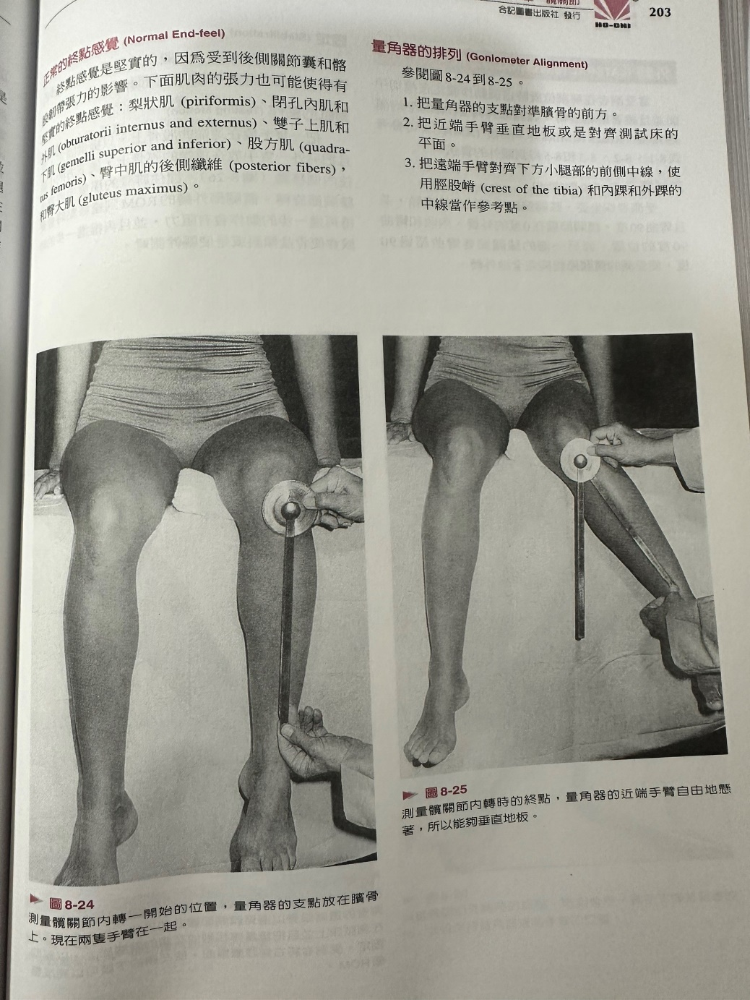 髖關節
合記圖書出版社 發行
203
HO-CHI
正常的終點感覺 (Normal End-feel)
終點感覺是堅實的，因為受到後側關節囊和髂
股韌帶張力的影響。下面肌肉的張力也可能使得有
堅實的終點感覺：梨狀肌 (piriformis)、閉孔內肌和
外肌 (obturatorii internus and externus)、雙子上肌和
下肌 (gemelli superior and inferior)、股方肌 (quadra-
tus femoris)、臀中肌的後側纖維 (posterior fibers)，
和臀大肌 (gluteus maximus)。
量角器的排列 (Goniometer Alignment)
參閱圖 8-24 到 8-25。
1. 把量角器的支點對準臏骨的前方。
2. 把近端手臂垂直地板或是對齊測試床的
平面。
3. 把遠端手臂對齊下方小腿部的前側中線，使
用脛股嵴 (crest of the tibia) 和內踝和外踝的
中線當作參考點。
圖 8-24
測量髖關節內轉一開始的位置，量角器的支點放在臏骨
上。現在兩隻手臂在一起。
圖 8-25
測量髖關節內轉時的終點，量角器的近端手臂自由地懸
著，所以能夠垂直地板。